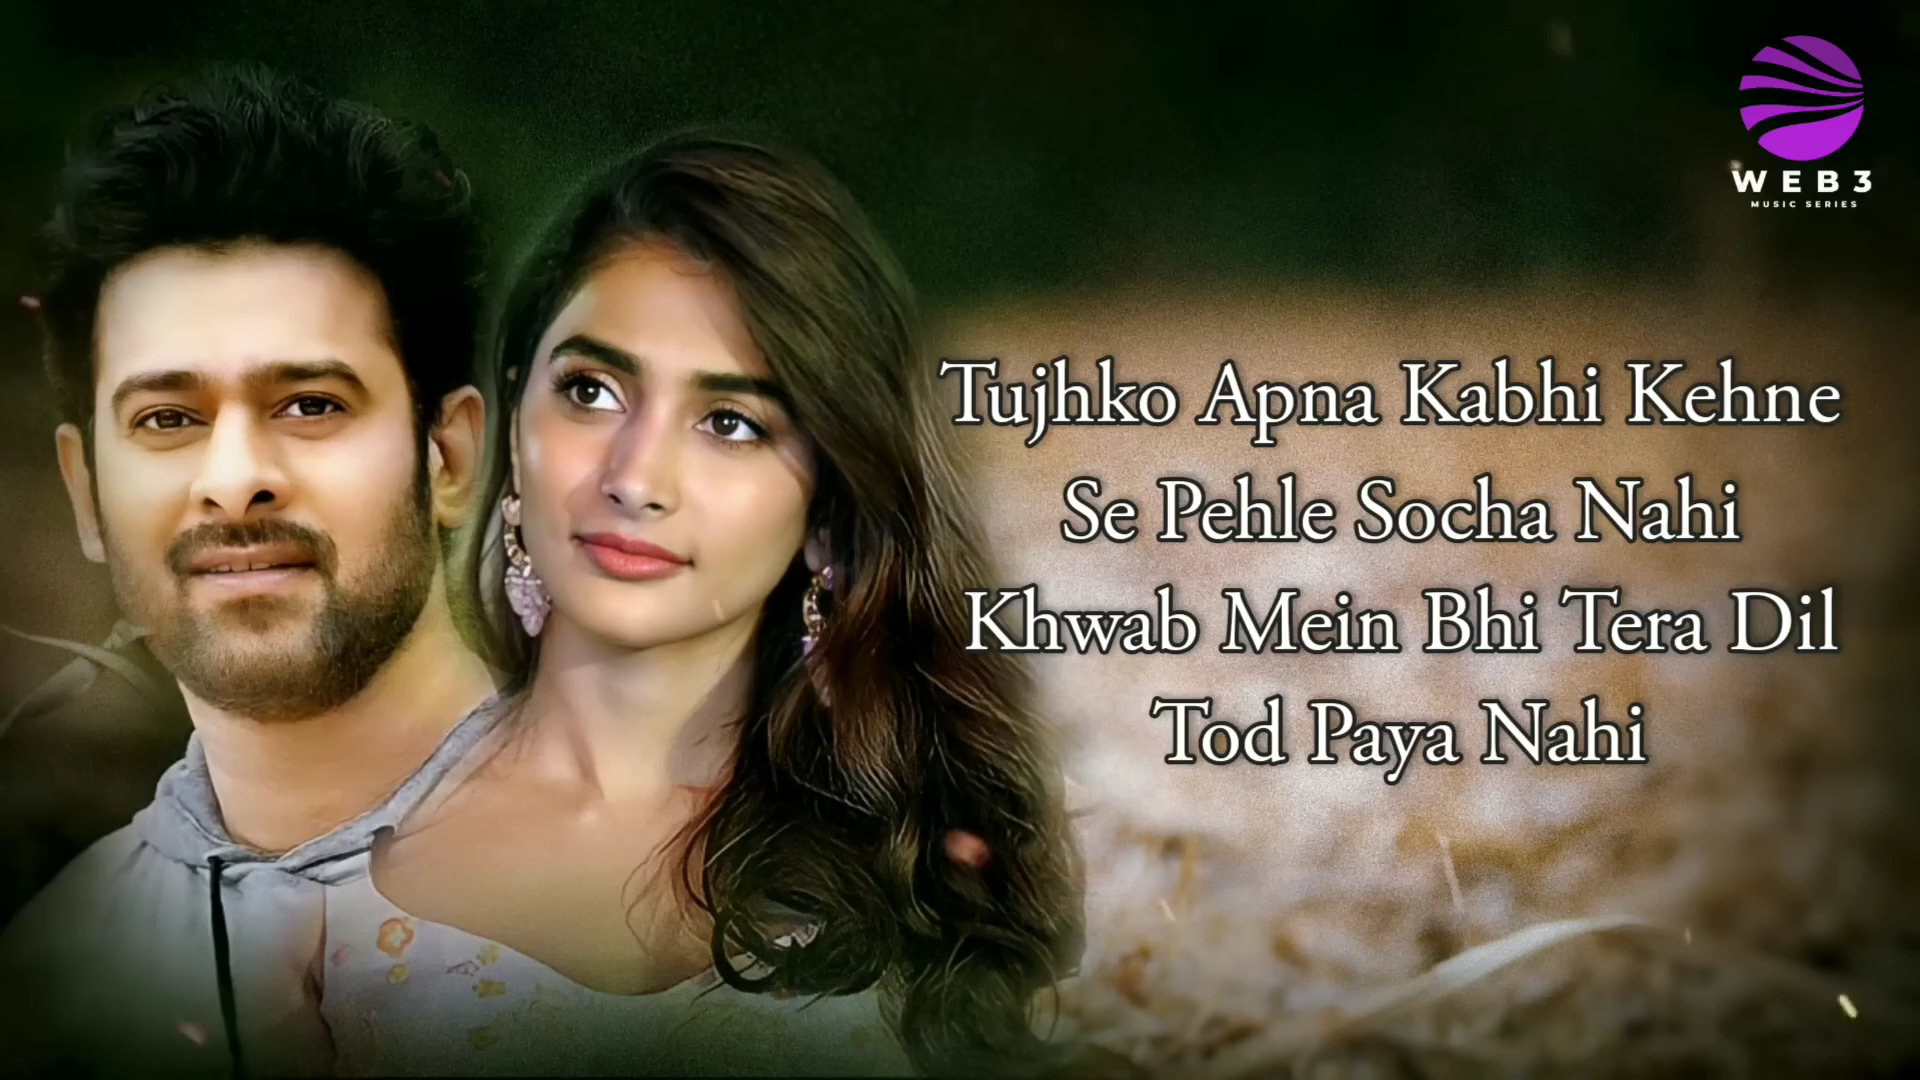 WEB3
MUSIC SERIES
Tujhko Apna Kabhi Kehne
Se Pehle Socha Nahi
Khwab Mein Bhi Tera Dil
Tod Paya Nahi